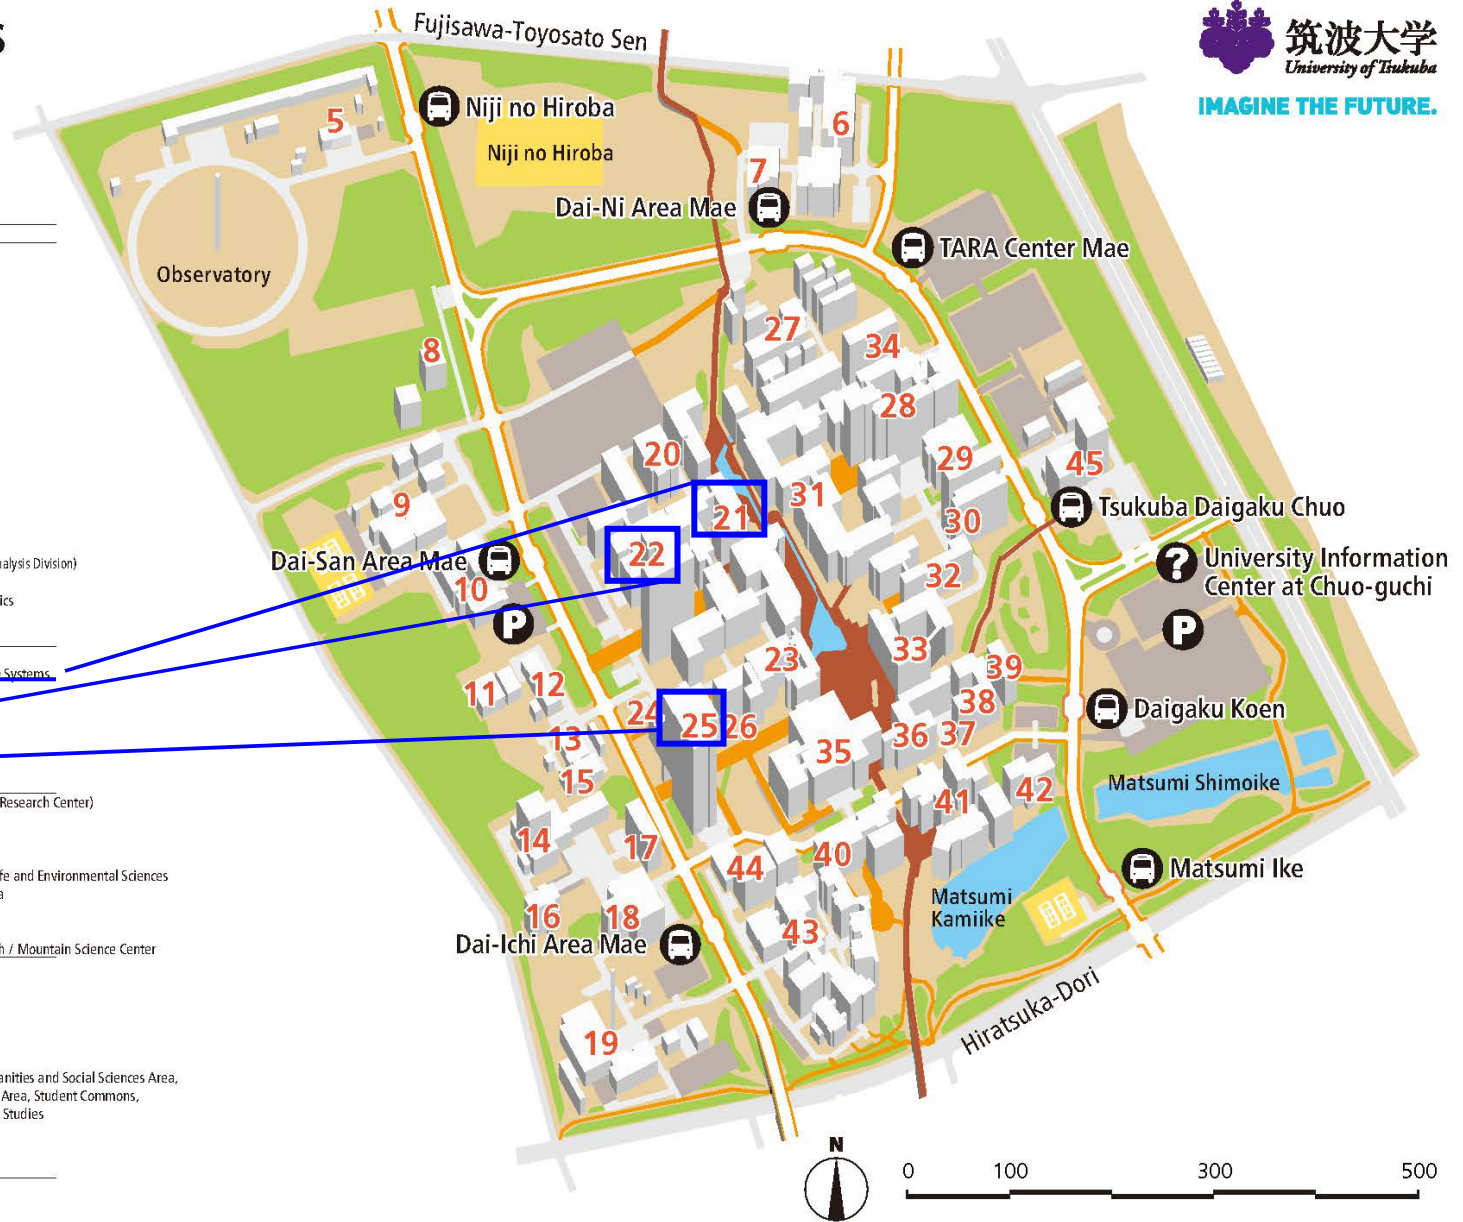 s
Fujisawa-Toyosato Sen
筑波大学
University of Tsukuba
IMAGINE THE FUTURE.
5
Niji no Hiroba
Niji no Hiroba
6
7
Dai-Ni Area Mae
TARA Center Mae
Observatory
27
34
8
28
20
29
45
9
31
21
30
Tsukuba Daigaku Chuo
22
Dai-San Area Mae
nalysis Division)
10
32
?
University Information
Center at Chuo-guchi
ics
P
P
33
23
39
Systems
11
12
38
24
25
26
Daigaku Koen
13
36
37
35
15
Matsumi Shimoike
42
41
Research Center)
14
17
40
44
Matsumi Ike
fe and Environmental Sciences
a
Matsumi
Kamiike
16
18
43
Dai-Ichi Area Mae
h / Mountain Science Center
Hiratsuka-Dori
19
anities and Social Sciences Area,
Area, Student Commons,
Studies
N
0 100 300 500